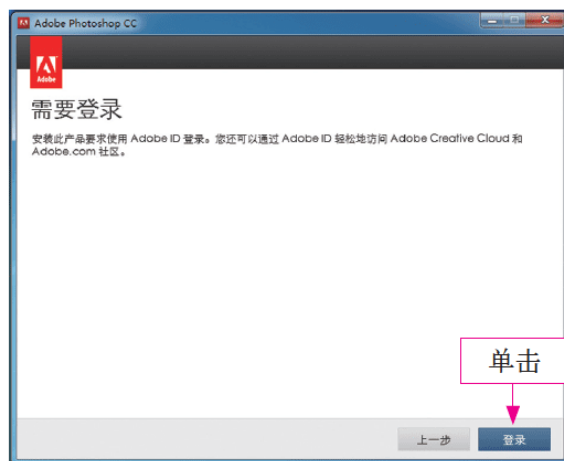 Adobe Photoshop CC
Adobe
需要登录
安装此产品要求使用 Adobe ID 登录。您还可以通过 Adobe ID 轻松地访问 Adobe Creative Cloud 和
Adobe.com 社区。
单击
上一步
登录